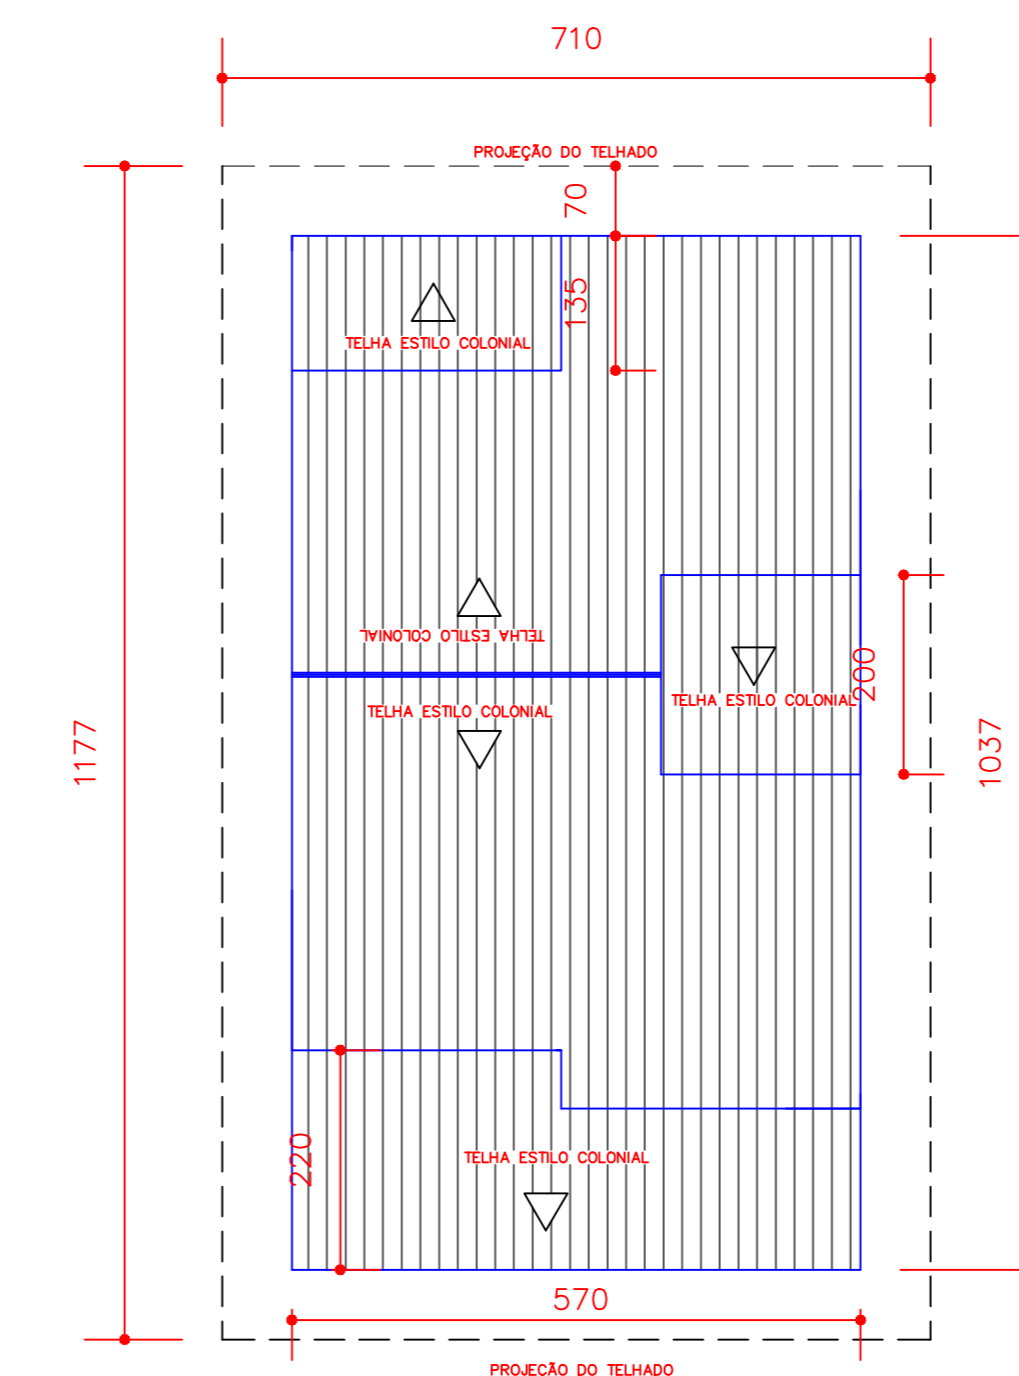 710
PROJEÇÃO DO TELHADO
70
135
TELHA ESTILO COLONIAL
TELHA ESTILO COLONIAL
TELHA ESTILO COLONIAL
TELHA ESTILO COLONIAL
200
1177
1037
TELHA ESTILO COLONIAL
220
570
PROJEÇÃO DO TELHADO